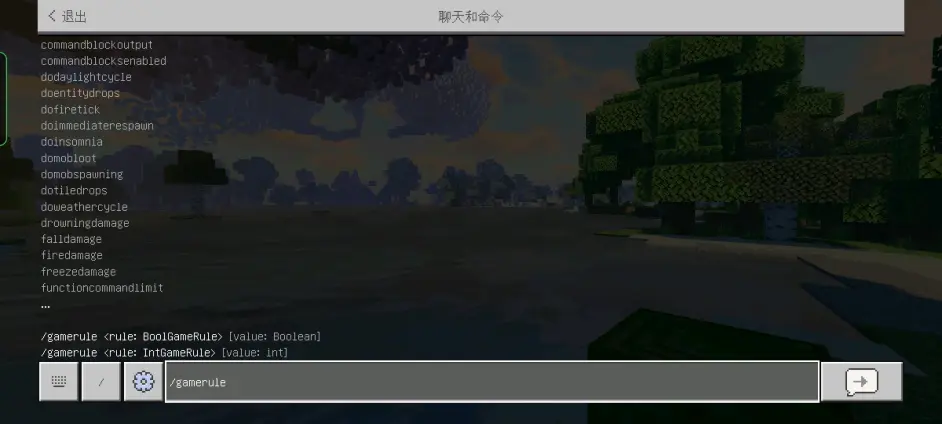 退出
聊天和命令
commandblockoutput
commandblocksenabled
dodaylightcycle
doentitydrops
dofiretick
doimmediaterespawn
doinsomnia
domobloot
domobspawning
dotiledrops
doweathercycle
drowningdamage
falldamage
firedamage
freezedamage
functioncommandlimit
...
/gamerule <rule: BoolGameRule> [value: Boolean]
/gamerule <rule: IntGameRule> [value: int]
/
/gamerule